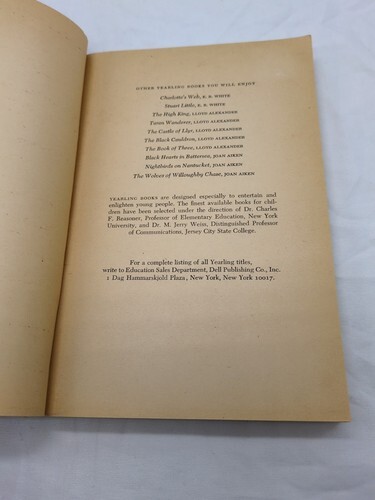 OTHER YEARLING BOOKS YOU WILL ENJOY
Charlotte's Web, E. B. WHITE
Stuart Little, E. B. WHITE
The High King, LLOYD ALEXANDER
Taran Wanderer, LLOYD ALEXANDER
The Castle of Llyr, LLOYD ALEXANDER
The Black Cauldron, LLOYD ALEXANDER
The Book of Three, LLOYD ALEXANDER
Black Hearts in Battersea, JOAN AIKEN
Nightbirds on Nantucket, JOAN AIKEN
The Wolves of Willoughby Chase, JOAN AIKEN
YEARLING BOOKS are designed especially to entertain and
enlighten young people. The finest available books for chil-
dren have been selected under the direction of Dr. Charles
F. Reasoner, Professor of Elementary Education, New York
University, and Dr. M. Jerry Weiss, Distinguished Professor
of Communications, Jersey City State College.
For a complete listing of all Yearling titles,
write to Education Sales Department, Dell Publishing Co., Inc.
1 Dag Hammarskjold Plaza, New York, New York 10017.